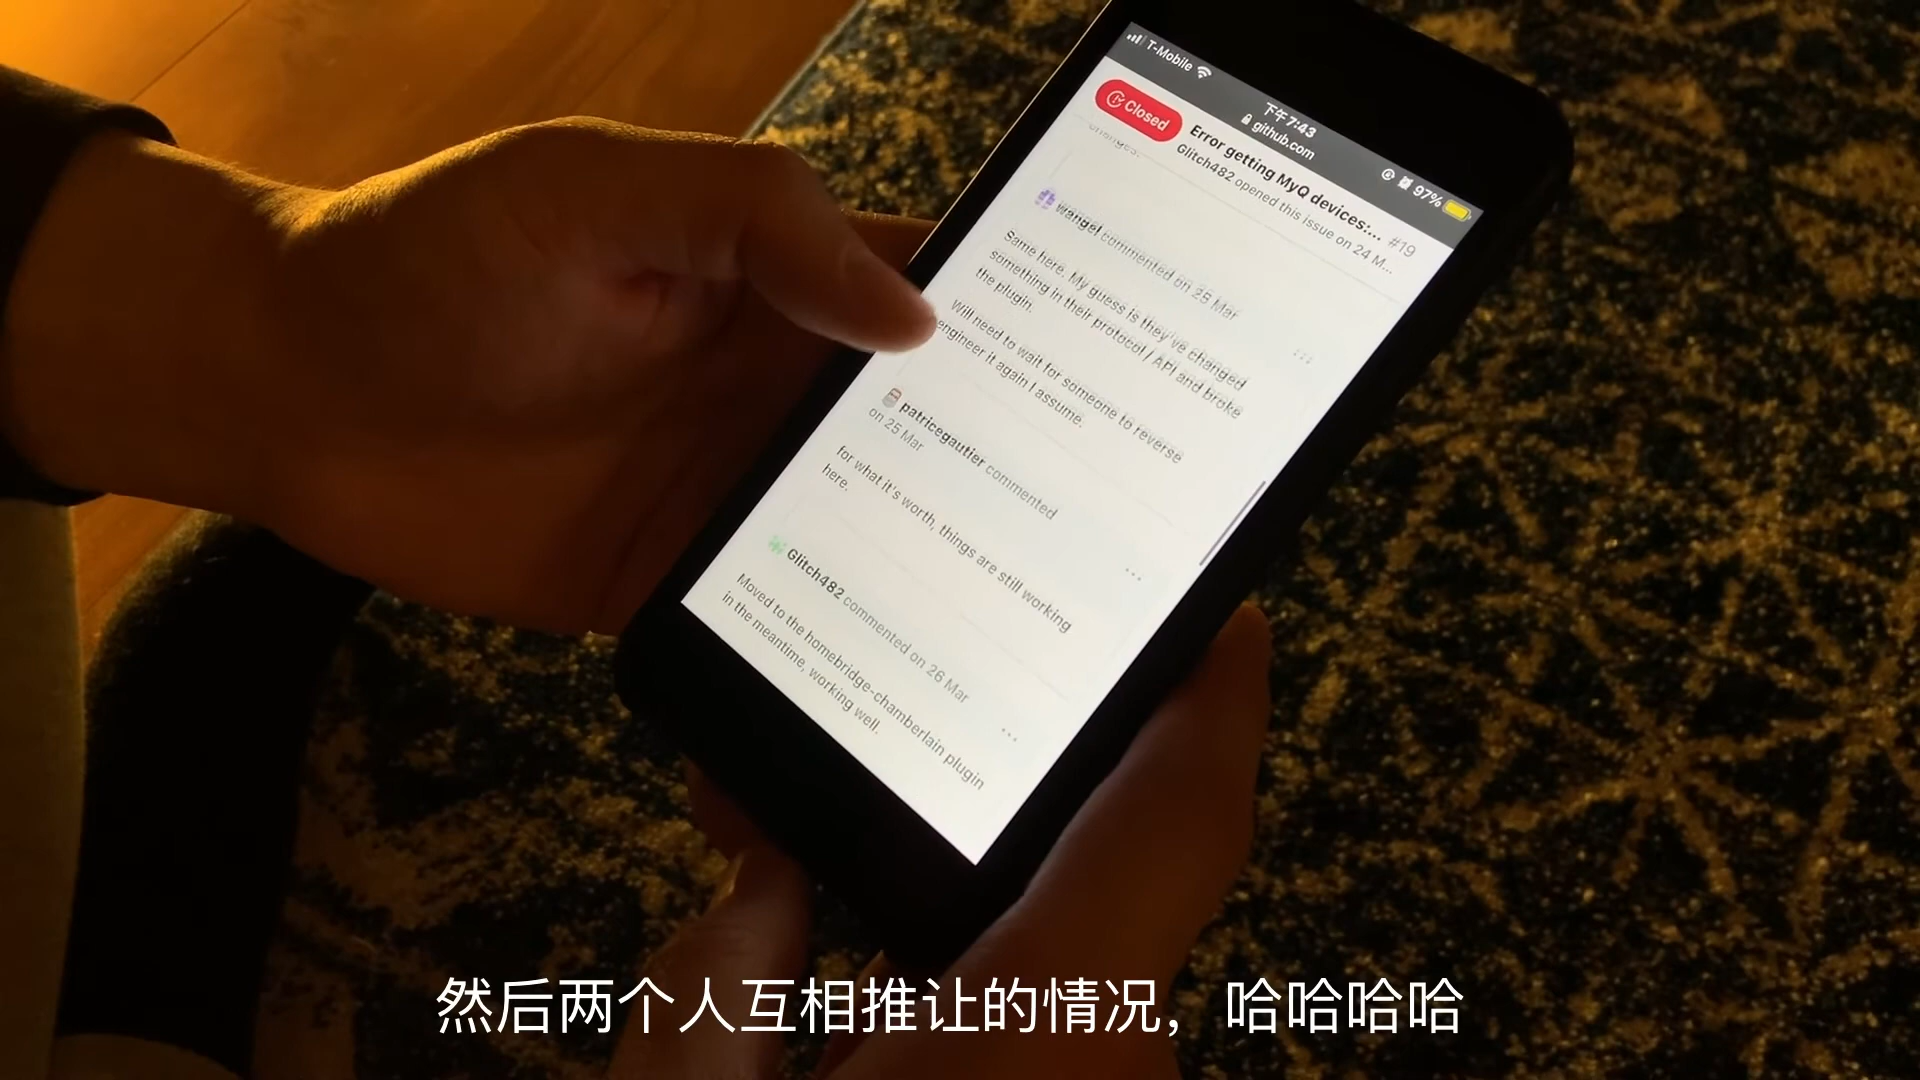 T-Mobile
下午7:43
github.com
97%
Closed
Error getting MyQ devices:... #19
Glitch482 opened this issue on 24 M...
changes.
wangel commented on 25 Mar
Same here. My guess is they've changed
something in their protocol / API and broke
the plugin.
Will need to wait for someone to reverse
engineer it again I assume.
patricegautier commented
on 25 Mar
for what it's worth, things are still working
here.
Glitch482 commented on 26 Mar
Moved to the homebridge-chamberlain plugin
in the meantime, working well.
然后两个人互相推让的情况，哈哈哈哈